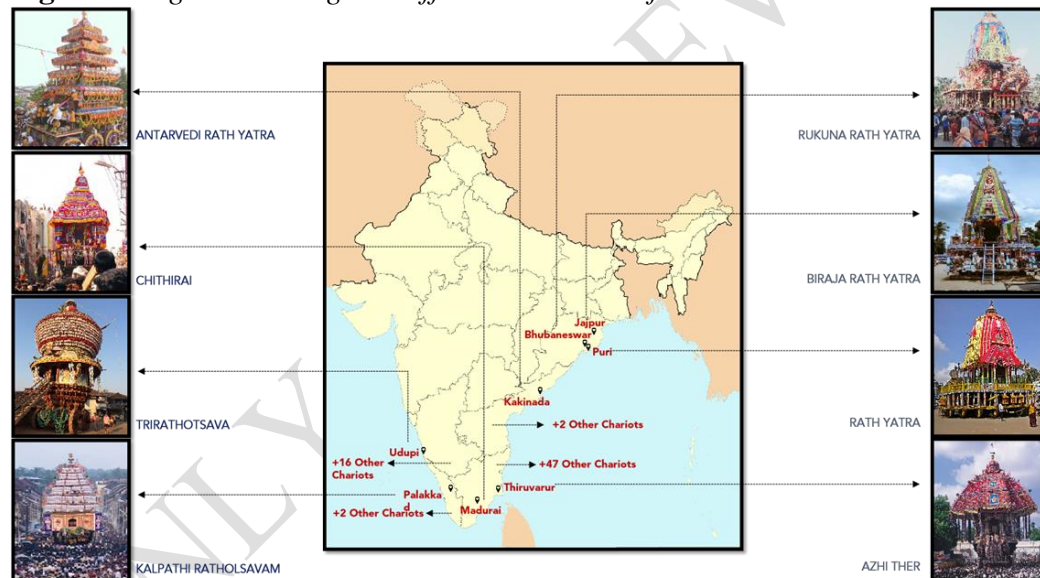 ANTARVEDI RATH YATRA
CHITHIRAI
TRIRATHOTSAVA
KALPATHI RATHOLSAVAM
Jajpur
Bhubaneswar
Puri
Kakinada
+2 Other Chariots
Udupi
+16 Other
Chariots
+47 Other Chariots
Palakka
d
Thiruvarur
Madurai
+2 Other Chariots
RUKUNA RATH YATRA
BIRAJA RATH YATRA
RATH YATRA
AZHI THER